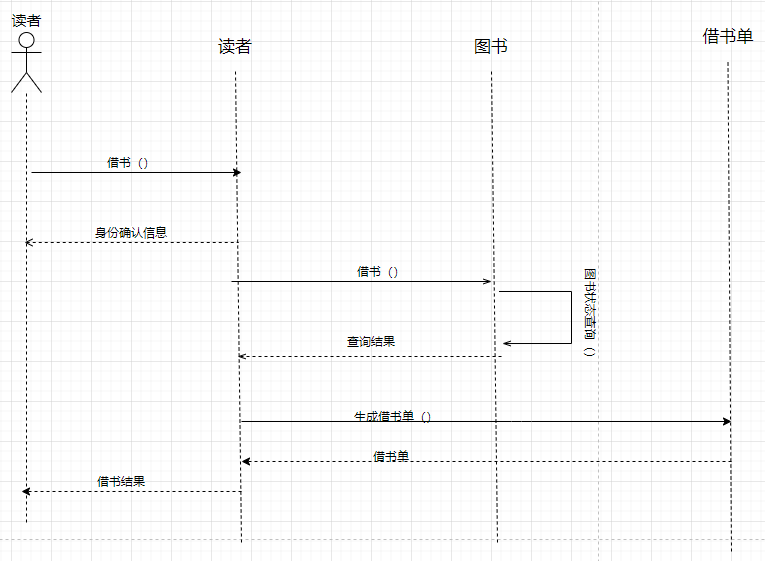 读者
读者
图书
借书单
借书（）
身份确认信息
借书（）
图书状态查询（）
查询结果
生成借书单（）
借书单
借书结果